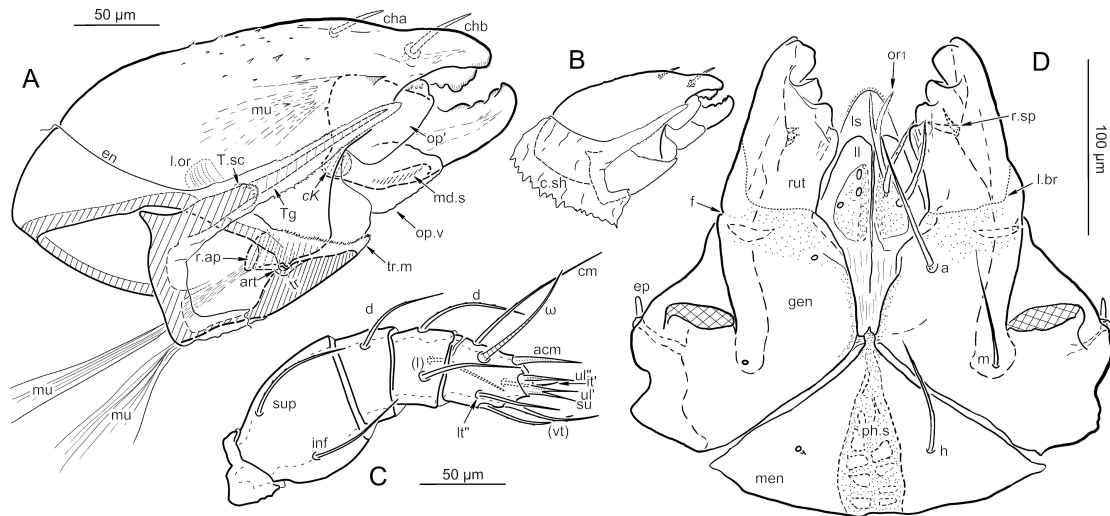 50 µm
A
cha
chb
mu
en
l.or
T.sc
cK
Tg
op
md.s
op.v
r.ap
art
tr.m
mu
mu
B
c.sh
C
d
d
cm
ω
acm
(l)
ul"
it'
ul'
su
sup
inf
lt"
(vt)
50 µm
D
or1
ls
r.sp
ll
rut
l.br
f
a
ep
gen
m
ph.s
h
men
100 µm